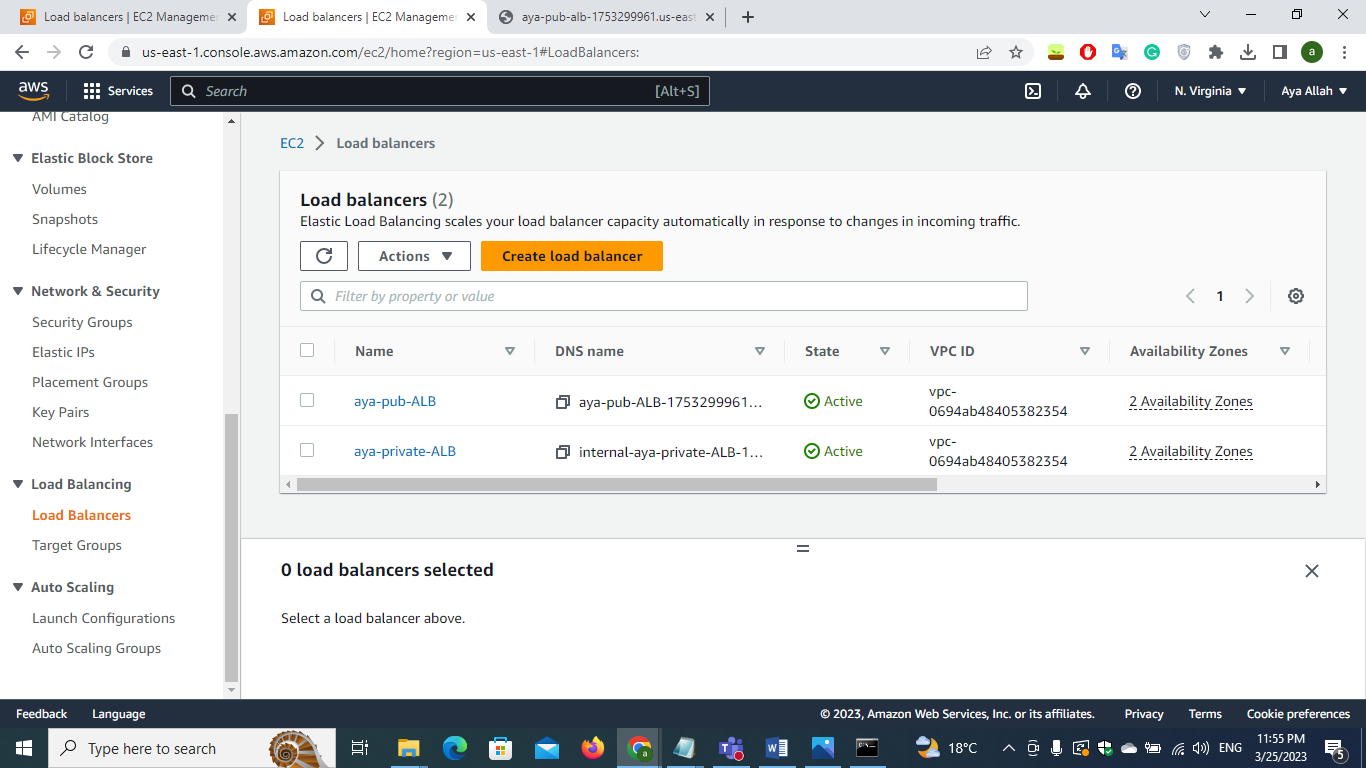 Load balancers | EC2 Managemen
Load balancers | EC2 Managemen
aya-pub-alb-1753299961.us-east
us-east-1.console.aws.amazon.com/ec2/home?region=us-east-1#LoadBalancers:
a
aws
Services
Search
[Alt+S]
N. Virginia
Aya Allah
AMI Catalog
Elastic Block Store
Volumes
Snapshots
Lifecycle Manager
Network & Security
Security Groups
Elastic IPs
Placement Groups
Key Pairs
Network Interfaces
Load Balancing
Load Balancers
Target Groups
Auto Scaling
Launch Configurations
Auto Scaling Groups
EC2 > Load balancers
Load balancers (2)
Elastic Load Balancing scales your load balancer capacity automatically in response to changes in incoming traffic.
Actions
Create load balancer
Filter by property or value
1
Name DNS name State VPC ID Availability Zones
aya-pub-ALB aya-pub-ALB-1753299961... Active vpc-
0694ab48405382354 2 Availability Zones
aya-private-ALB internal-aya-private-ALB-1... Active vpc-
0694ab48405382354 2 Availability Zones
0 load balancers selected
Select a load balancer above.
Feedback Language © 2023, Amazon Web Services, Inc. or its affiliates. Privacy Terms Cookie preferences
Type here to search
18°C
ENG
11:55 PM
3/25/2023
5